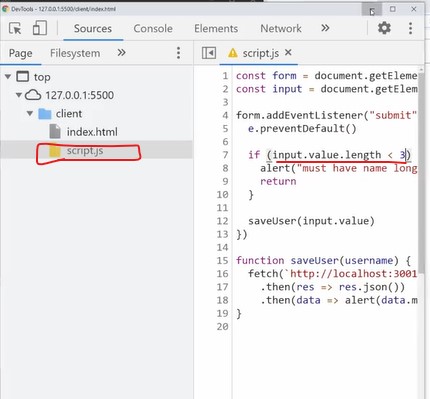 DevTools - 127.0.0.1:5500/client/index.html
Sources Console Elements Network »
Page Filesystem » script.js ×
top
127.0.0.1:5500
client
index.html
script.js
1 const form = document.getEleme
2 const input = document.getElem
3
4 form.addEventListener("submit"
5 e.preventDefault()
6
7 if (input.value.length < 3)
8 alert("must have name long
9 return
10 }
11
12 saveUser(input.value)
13 })
14
15 function saveUser(username) {
16 fetch(`http://localhost:3001
17 .then(res => res.json())
18 .then(data => alert(data.m
19 }
20